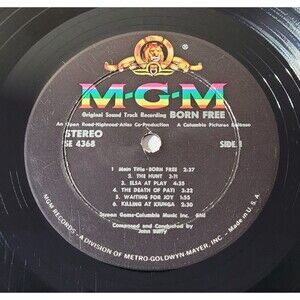 M-G-M
Original Sound Track Recording BORN FREE
An Open Road-Highroad-Atlas Co-Production A Columbia Pictures Release
STEREO
SE 4368 SIDE 1
1 Main Title-BORN FREE 2:37
2 THE HUNT 3:11
3 ELSA AT PLAY 4:35
4 THE DEATH OF PATI 2:22
5 WAITING FOR JOY 1:55
6 KILLING AT KIUNGA 2:30
Screen Gems-Columbia Music Inc. BMI
Composed and Conducted by
John Barry
MGM RECORDS - A DIVISION OF METRO-GOLDWYN-MAYER, INC. Made in U.S.A.